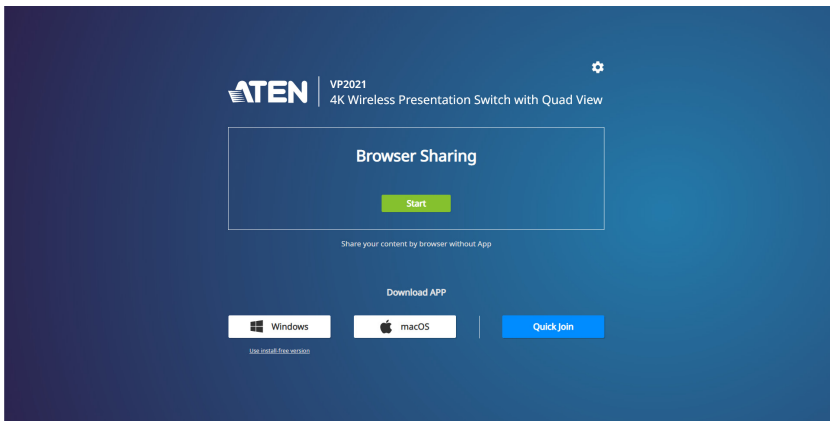 ATEN
VP2021
4K Wireless Presentation Switch with Quad View
Browser Sharing
Start
Share your content by browser without App
Download APP
Windows
macOS
Quick Join
Use install-free version